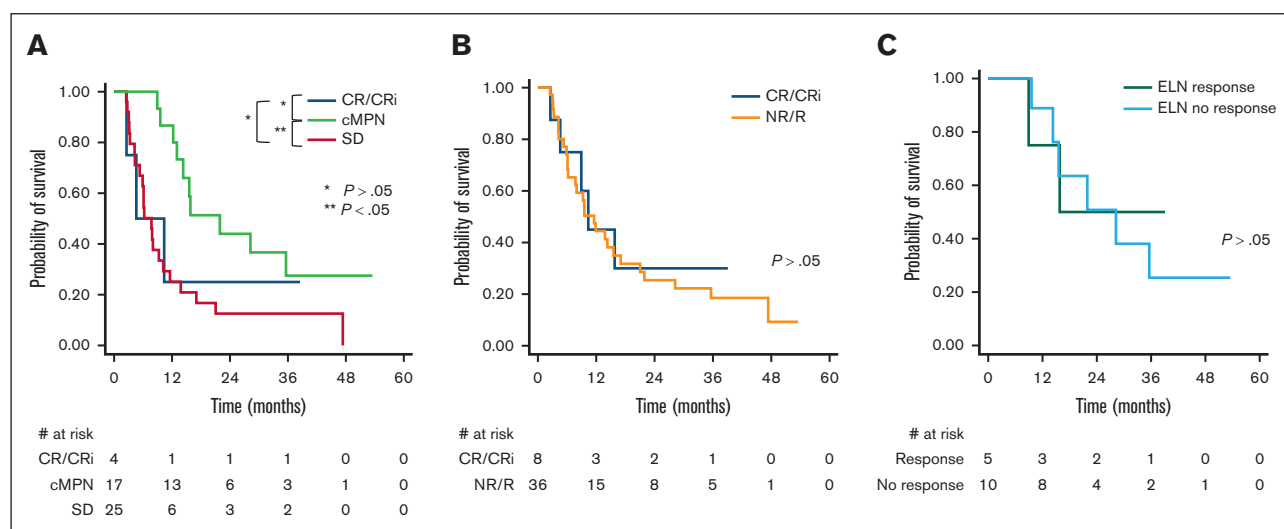 A
Probability of survival
1.00
0.80
0.60
0.40
0.20
0.00
0 12 24 36 48 60
Time (months)
CR/CRi
cMPN
SD
*
*
**
* P > .05
** P < .05
# at risk
CR/CRi 4 1 1 1 0 0
cMPN 17 13 6 3 1 0
SD 25 6 3 2 0 0
B
Probability of survival
1.00
0.80
0.60
0.40
0.20
0.00
0 12 24 36 48 60
Time (months)
CR/CRi
NR/R
P > .05
# at risk
CR/CRi 8 3 2 1 0 0
NR/R 36 15 8 5 1 0
C
Probability of survival
1.00
0.80
0.60
0.40
0.20
0.00
0 12 24 36 48 60
Time (months)
ELN response
ELN no response
P > .05
# at risk
Response 5 3 2 1 0 0
No response 10 8 4 2 1 0